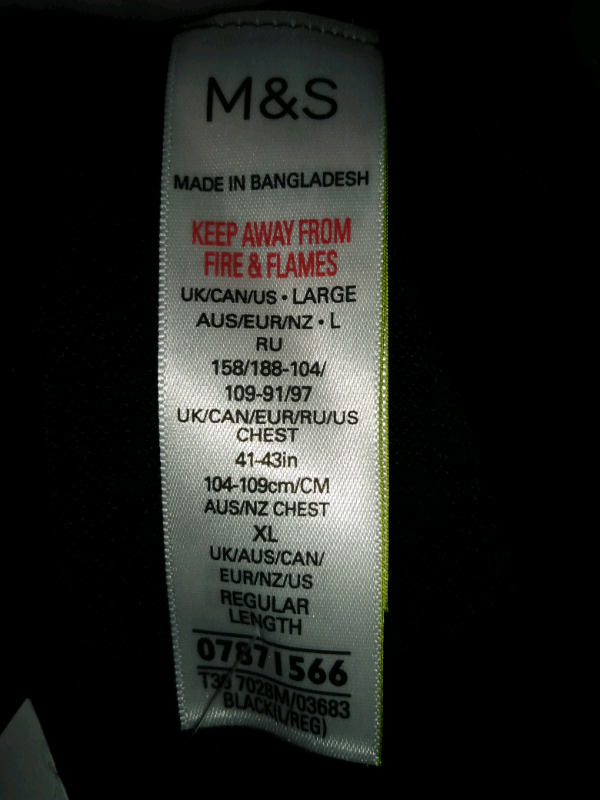 M&S
MADE IN BANGLADESH
KEEP AWAY FROM
FIRE & FLAMES
UK/CAN/US • LARGE
AUS/EUR/NZ • L
RU
158/188-104/
109-91/97
UK/CAN/EUR/RU/US
CHEST
41-43in
104-109cm/CM
AUS/NZ CHEST
XL
UK/AUS/CAN/
EUR/NZ/US
REGULAR
LENGTH
07871566
7028M/03683
BLACK(L/REG)